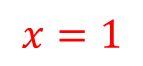 x = 1